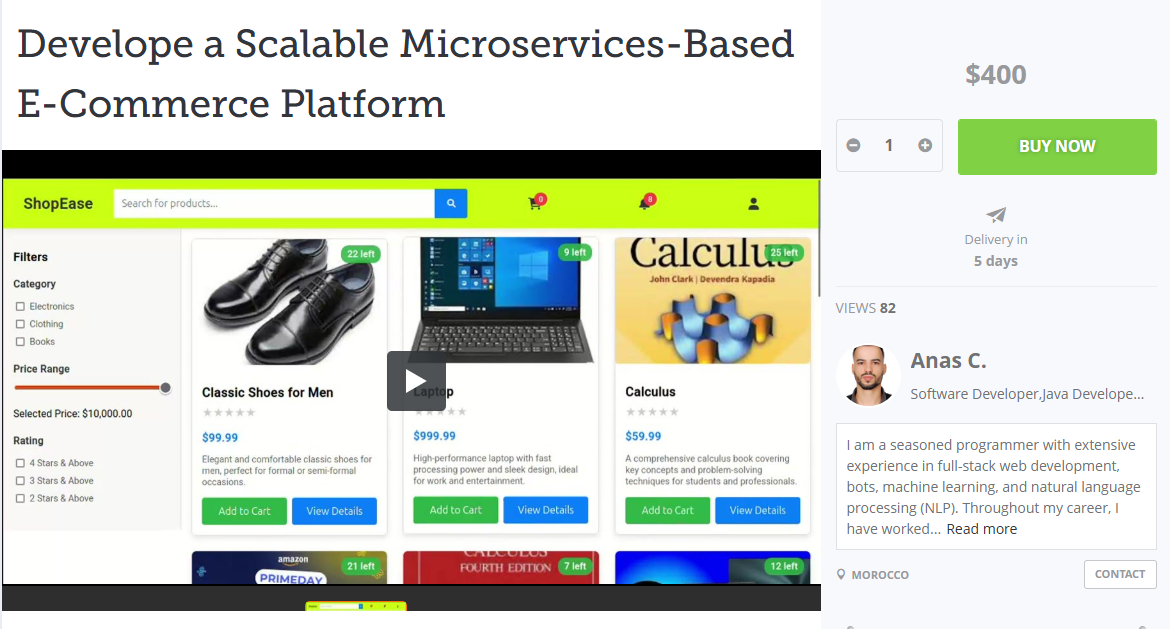 Develope a Scalable Microservices-Based
E-Commerce Platform
ShopEase
Search for products...
0
8
Filters
Category
Electronics
Clothing
Books
Price Range
Selected Price: $10,000.00
Rating
4 Stars & Above
3 Stars & Above
2 Stars & Above
22 left
Classic Shoes for Men
$99.99
Elegant and comfortable classic shoes for
men, perfect for formal or semi-formal
occasions.
Add to Cart
View Details
9 left
Laptop
$999.99
High-performance laptop with fast
processing power and sleek design, ideal
for work and entertainment.
Add to Cart
View Details
Calculus
25 left
John Clark | Devendra Kapadia
Calculus
$59.99
A comprehensive calculus book covering
key concepts and problem-solving
techniques for students and professionals.
Add to Cart
View Details
amazon
PRIMEDAY
21 left
CALCULUS
FOURTH EDITION
7 left
12 left
$400
1
BUY NOW
Delivery in
5 days
VIEWS 82
Anas C.
Software Developer,Java Develope...
I am a seasoned programmer with extensive
experience in full-stack web development,
bots, machine learning, and natural language
processing (NLP). Throughout my career, I
have worked... Read more
MOROCCO
CONTACT